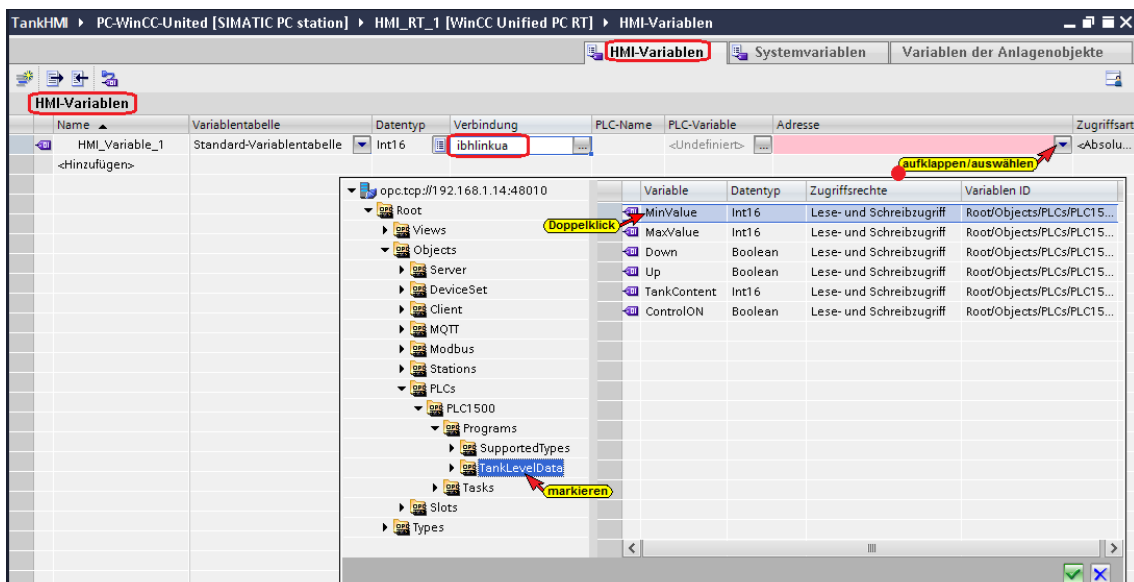 TankHMI ▸ PC-WinCC-United [SIMATIC PC station] ▸ HMI_RT_1 [WinCC Unified PC RT] ▸ HMI-Variablen
HMI-Variablen Systemvariablen Variablen der Anlagenobjekte
HMI-Variablen
Name Variablentabelle Datentyp Verbindung PLC-Name PLC-Variable Adresse Zugriffsart
HMI_Variable_1 Standard-Variablentabelle Int16 ibhlinkua ... <Undefiniert> ... <Absolu...
<Hinzufügen> aufklappen/auswählen
opc.tcp://192.168.1.14:48010 Variable Datentyp Zugriffsrechte Variablen ID
Root MinValue Int16 Lese- und Schreibzugriff Root/Objects/PLCs/PLC15...
Views Doppelklick MaxValue Int16 Lese- und Schreibzugriff Root/Objects/PLCs/PLC15...
Objects Down Boolean Lese- und Schreibzugriff Root/Objects/PLCs/PLC15...
Server Up Boolean Lese- und Schreibzugriff Root/Objects/PLCs/PLC15...
DeviceSet TankContent Int16 Lese- und Schreibzugriff Root/Objects/PLCs/PLC15...
Client ControlON Boolean Lese- und Schreibzugriff Root/Objects/PLCs/PLC15...
MQTT
Modbus
Stations
PLCs
PLC1500
Programs
SupportedTypes
TankLevelData
Tasks markieren
Slots
Types